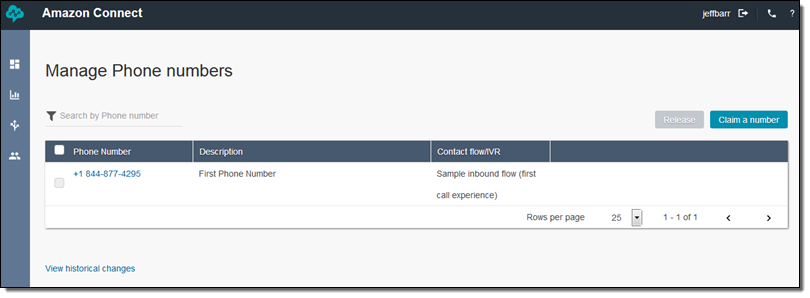 Amazon Connect
jeffbarr
?
Manage Phone numbers
Search by Phone number
Release
Claim a number
Phone Number Description Contact flow/IVR
+1 844-877-4295 First Phone Number Sample inbound flow (first
call experience)
Rows per page 25 1 - 1 of 1
View historical changes